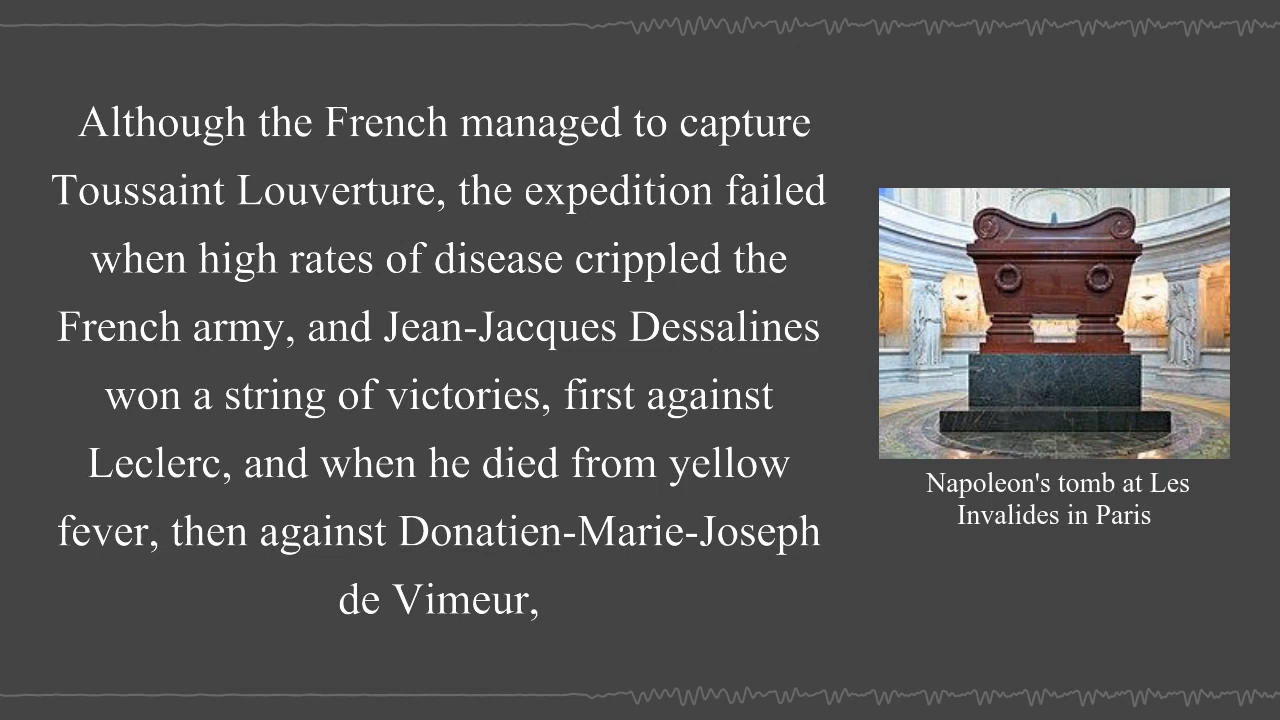 Although the French managed to capture
Toussaint Louverture, the expedition failed
when high rates of disease crippled the
French army, and Jean-Jacques Dessalines
won a string of victories, first against
Leclerc, and when he died from yellow
fever, then against Donatien-Marie-Joseph
de Vimeur,
Napoleon's tomb at Les
Invalides in Paris